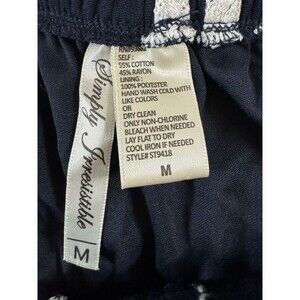 Simply Irresistible
M
SELF :
55% COTTON
45% RAYON
LINING :
100% POLYESTER
HAND WASH COLD WITH
LIKE COLORS
OR
DRY CLEAN
ONLY NON-CHLORINE
BLEACH WHEN NEEDED
LAY FLAT TO DRY
COOL IRON IF NEEDED
STYLE# ST9418
M